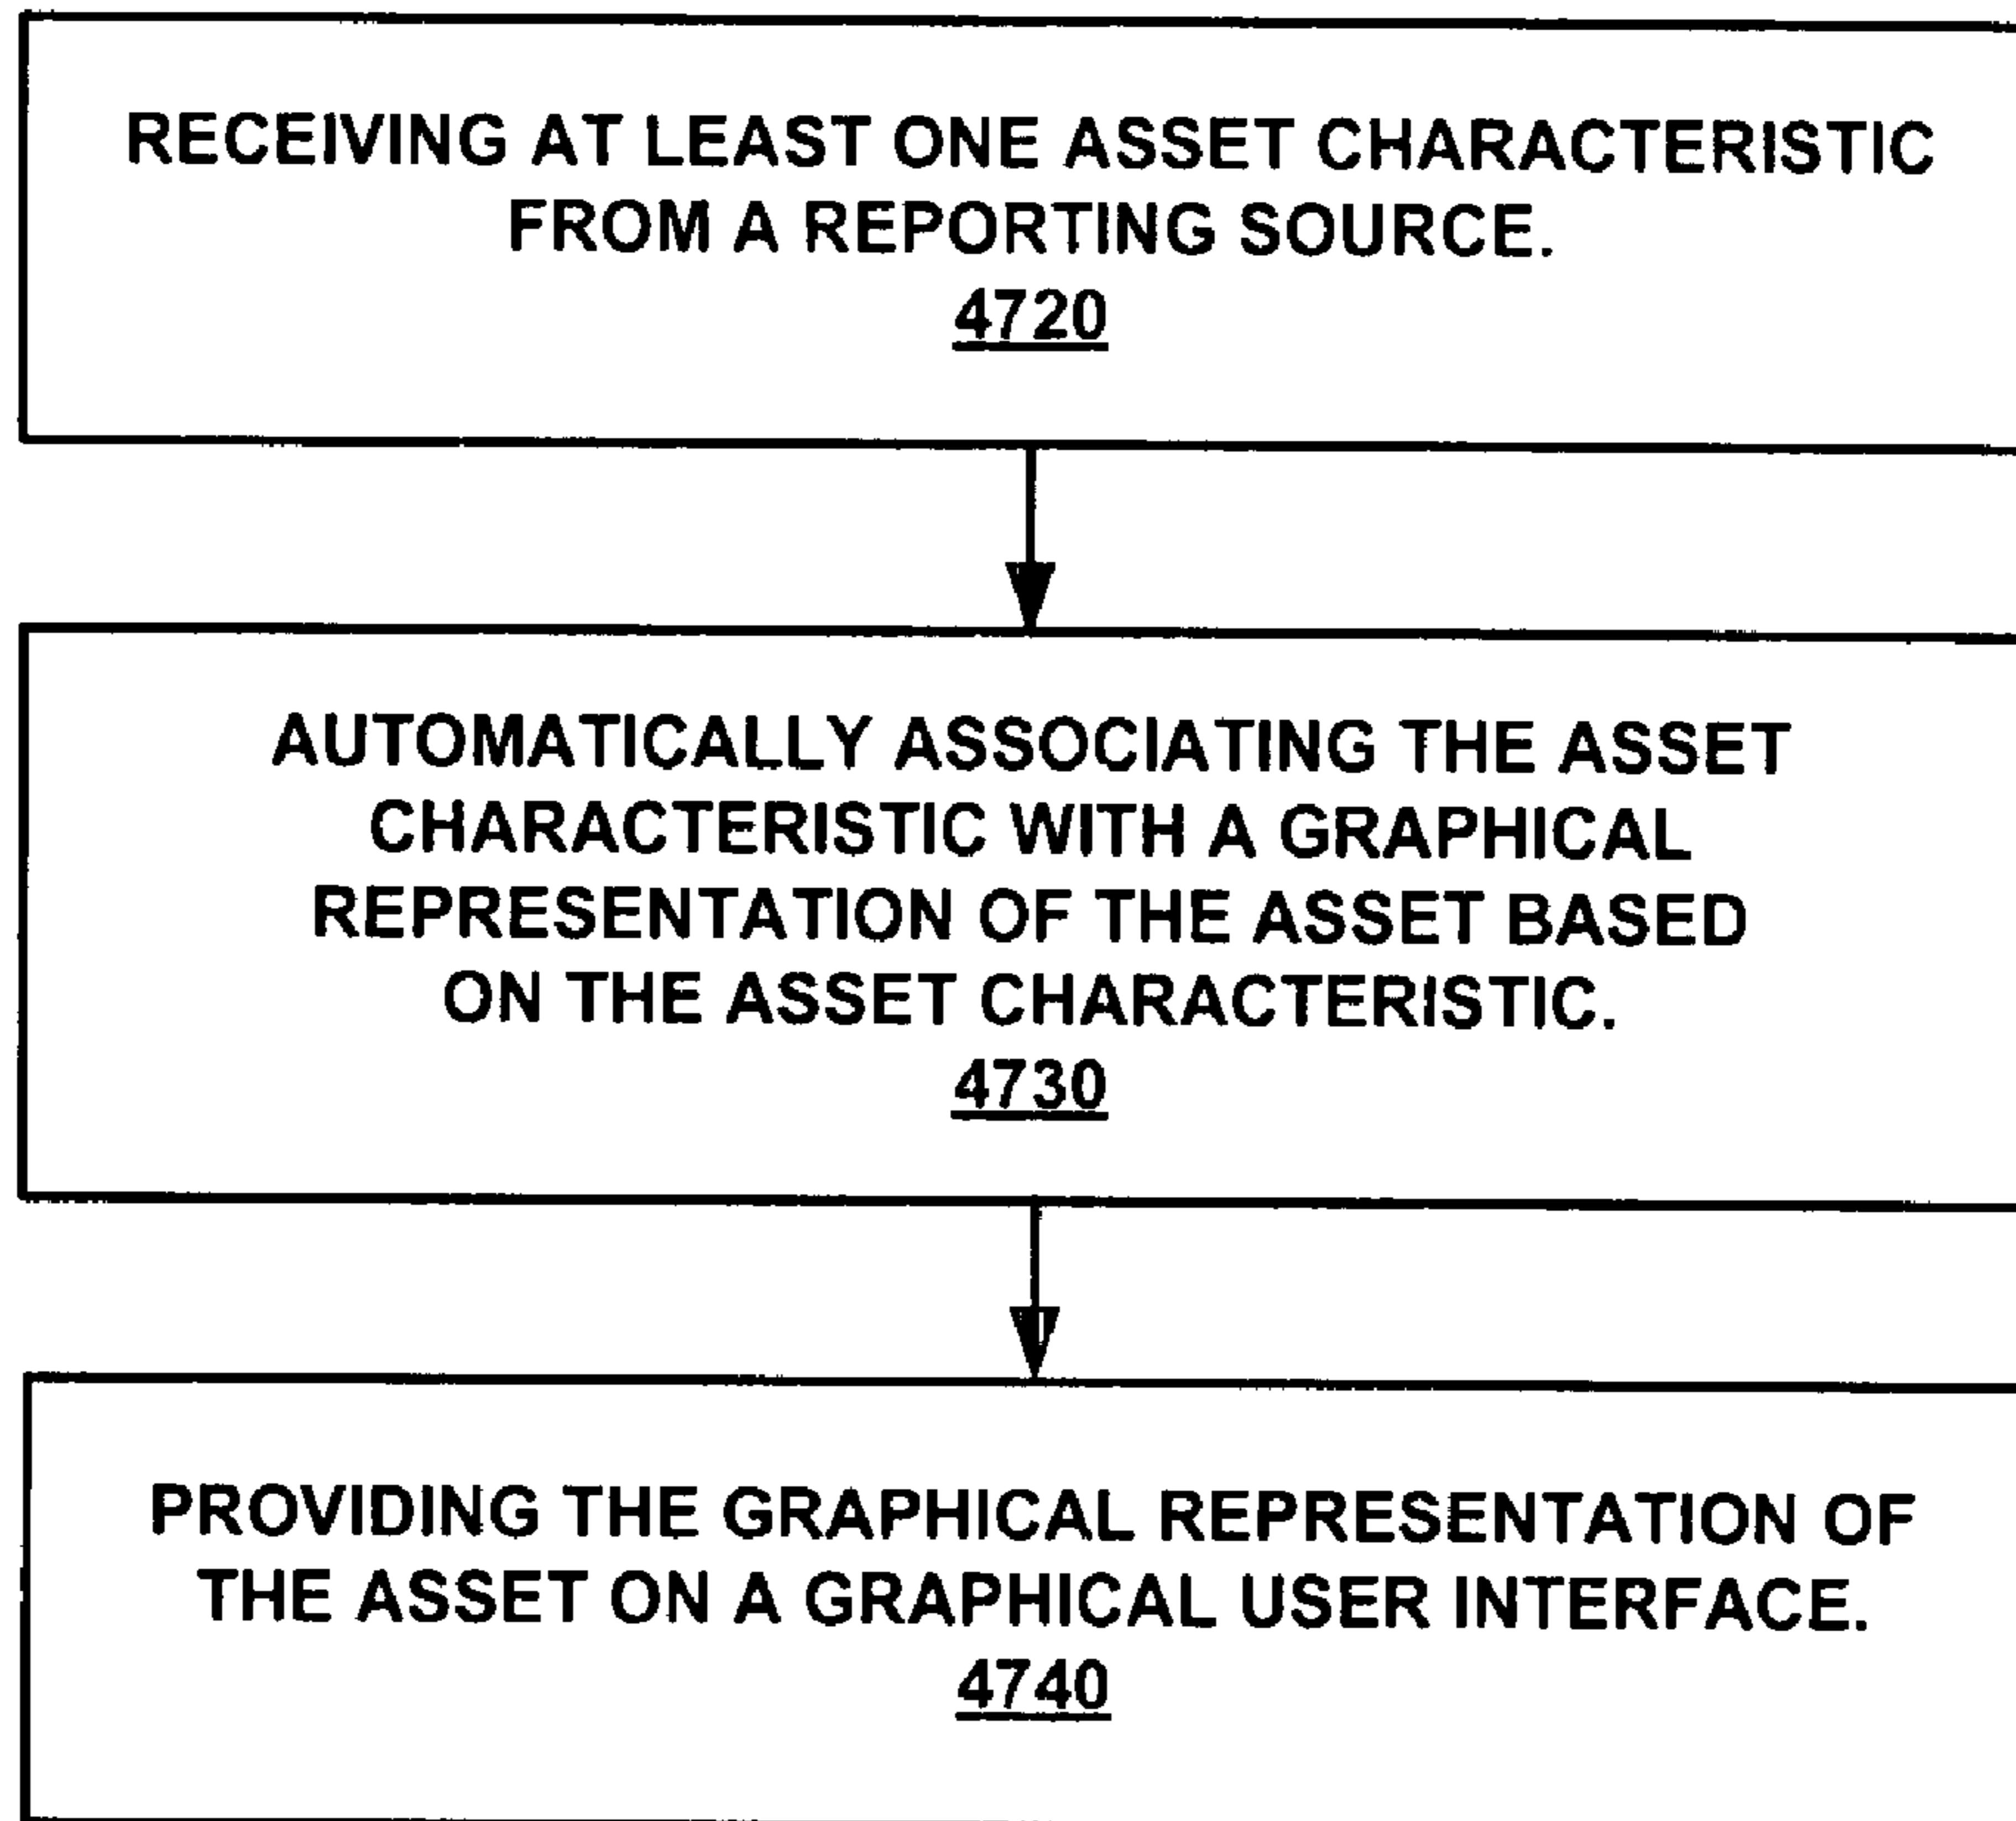 RECEIVING AT LEAST ONE ASSET CHARACTERISTIC
FROM A REPORTING SOURCE.
4720
AUTOMATICALLY ASSOCIATING THE ASSET
CHARACTERISTIC WITH A GRAPHICAL
REPRESENTATION OF THE ASSET BASED
ON THE ASSET CHARACTERISTIC.
4730
PROVIDING THE GRAPHICAL REPRESENTATION OF
THE ASSET ON A GRAPHICAL USER INTERFACE.
4740